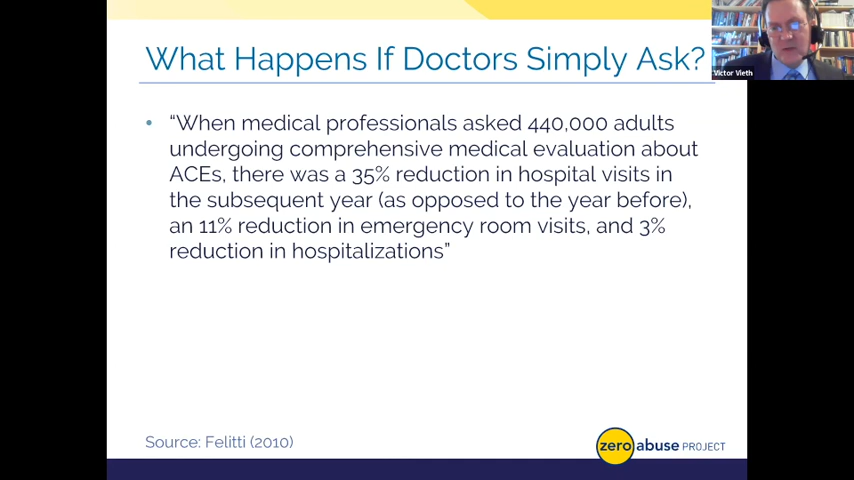 What Happens If Doctors Simply Ask?
Victor Vieth
• “When medical professionals asked 440,000 adults
undergoing comprehensive medical evaluation about
ACEs, there was a 35% reduction in hospital visits in
the subsequent year (as opposed to the year before),
an 11% reduction in emergency room visits, and 3%
reduction in hospitalizations”
Source: Felitti (2010)
zero abuse PROJECT